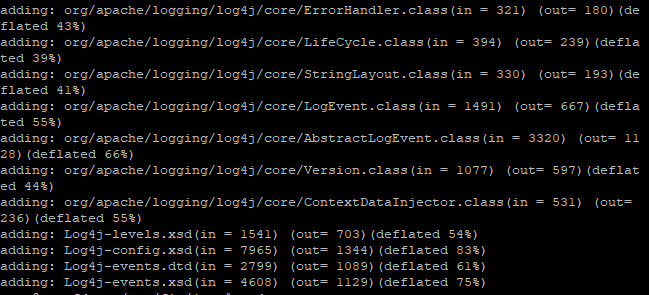 adding: org/apache/logging/log4j/core/ErrorHandler.class(in = 321) (out= 180)(de
flated 43%)
adding: org/apache/logging/log4j/core/LifeCycle.class(in = 394) (out= 239)(defla
ted 39%)
adding: org/apache/logging/log4j/core/StringLayout.class(in = 330) (out= 193)(de
flated 41%)
adding: org/apache/logging/log4j/core/LogEvent.class(in = 1491) (out= 667)(defla
ted 55%)
adding: org/apache/logging/log4j/core/AbstractLogEvent.class(in = 3320) (out= 11
28)(deflated 66%)
adding: org/apache/logging/log4j/core/Version.class(in = 1077) (out= 597)(deflat
ed 44%)
adding: org/apache/logging/log4j/core/ContextDataInjector.class(in = 531) (out=
236)(deflated 55%)
adding: Log4j-levels.xsd(in = 1541) (out= 703)(deflated 54%)
adding: Log4j-config.xsd(in = 7965) (out= 1344)(deflated 83%)
adding: Log4j-events.dtd(in = 2799) (out= 1089)(deflated 61%)
adding: Log4j-events.xsd(in = 4608) (out= 1129)(deflated 75%)